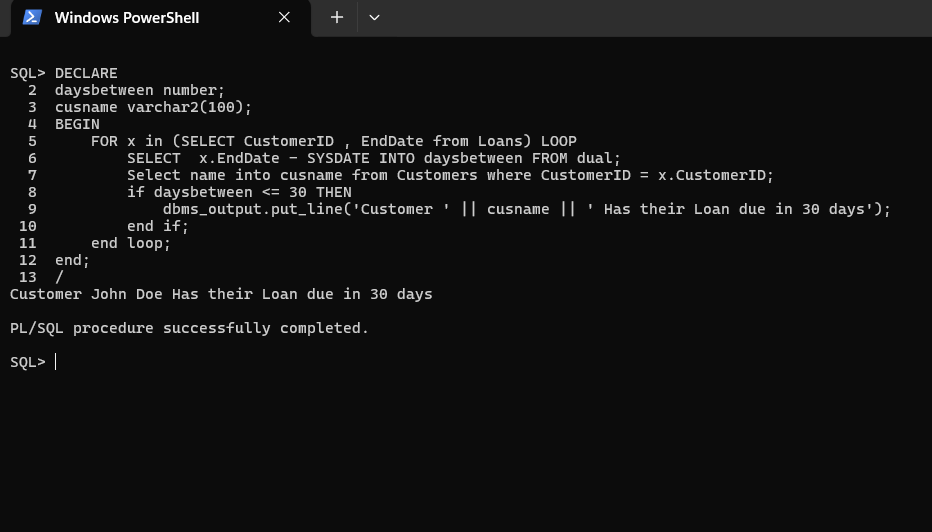 Windows PowerShell
SQL> DECLARE
  2  daysbetween number;
  3  cusname varchar2(100);
  4  BEGIN
  5      FOR x in (SELECT CustomerID , EndDate from Loans) LOOP
  6          SELECT  x.EndDate - SYSDATE INTO daysbetween FROM dual;
  7          Select name into cusname from Customers where CustomerID = x.CustomerID;
  8          if daysbetween <= 30 THEN
  9              dbms_output.put_line('Customer ' || cusname || ' Has their Loan due in 30 days');
 10          end if;
 11      end loop;
 12  end;
 13  /
Customer John Doe Has their Loan due in 30 days
PL/SQL procedure successfully completed.
SQL>